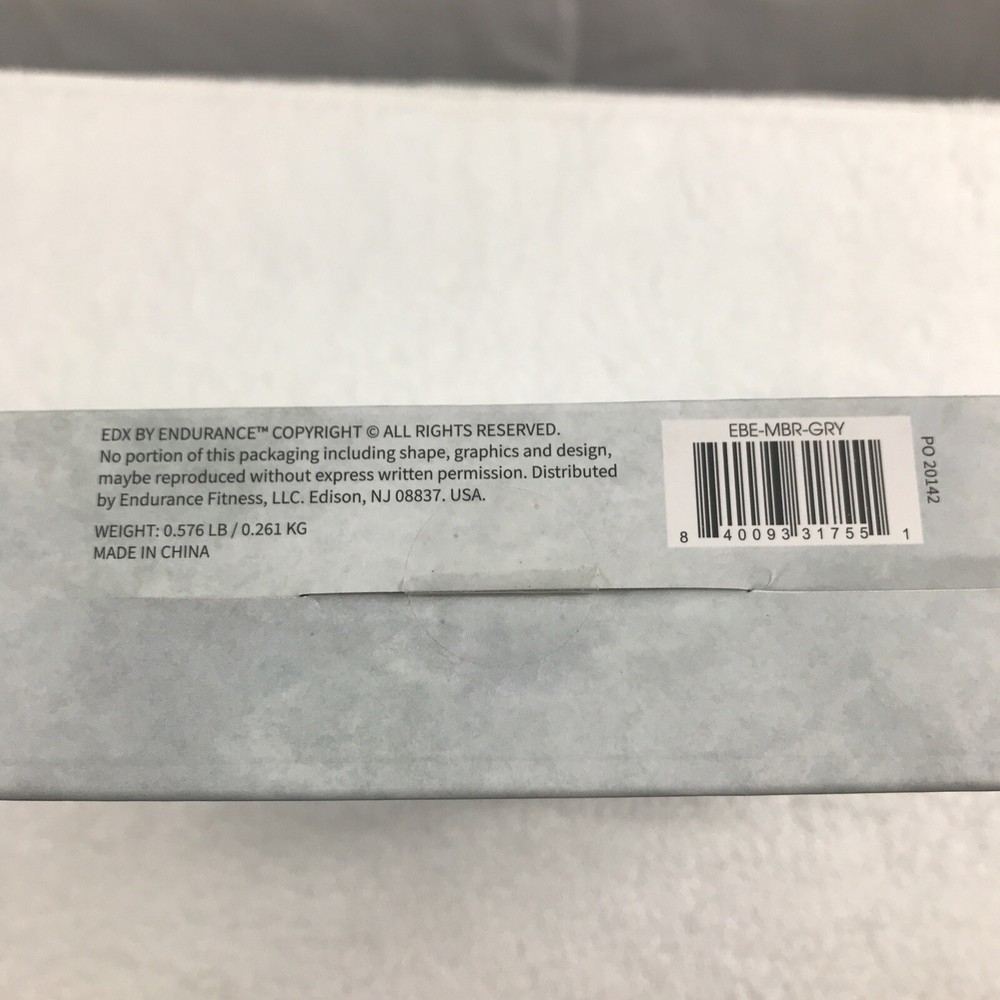 EDX BY ENDURANCE™ COPYRIGHT © ALL RIGHTS RESERVED.
No portion of this packaging including shape, graphics and design,
maybe reproduced without express written permission. Distributed
by Endurance Fitness, LLC. Edison, NJ 08837. USA.
WEIGHT: 0.576 LB / 0.261 KG
MADE IN CHINA
EBE-MBR-GRY
8 40093 31755 1
PO 20142